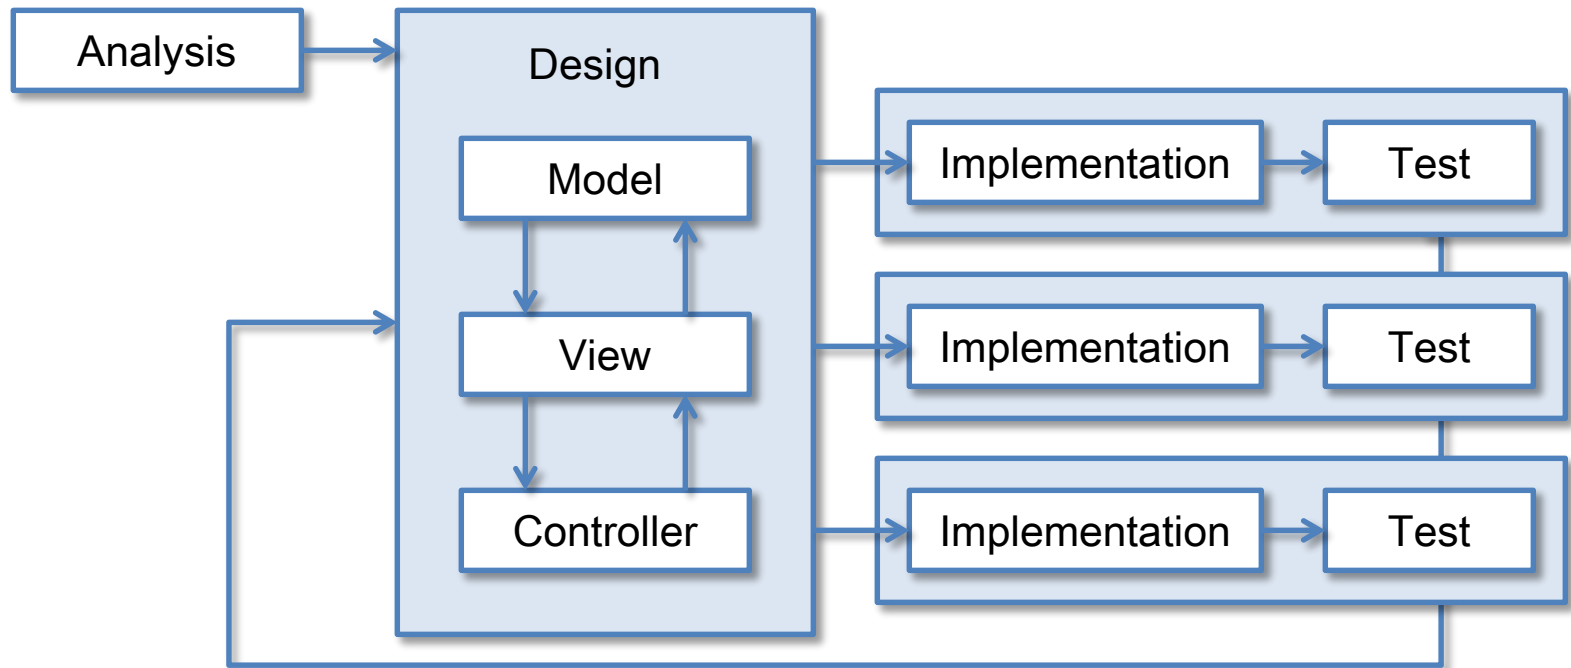 Analysis
Design
Model
View
Controller
Implementation
Test
Implementation
Test
Implementation
Test